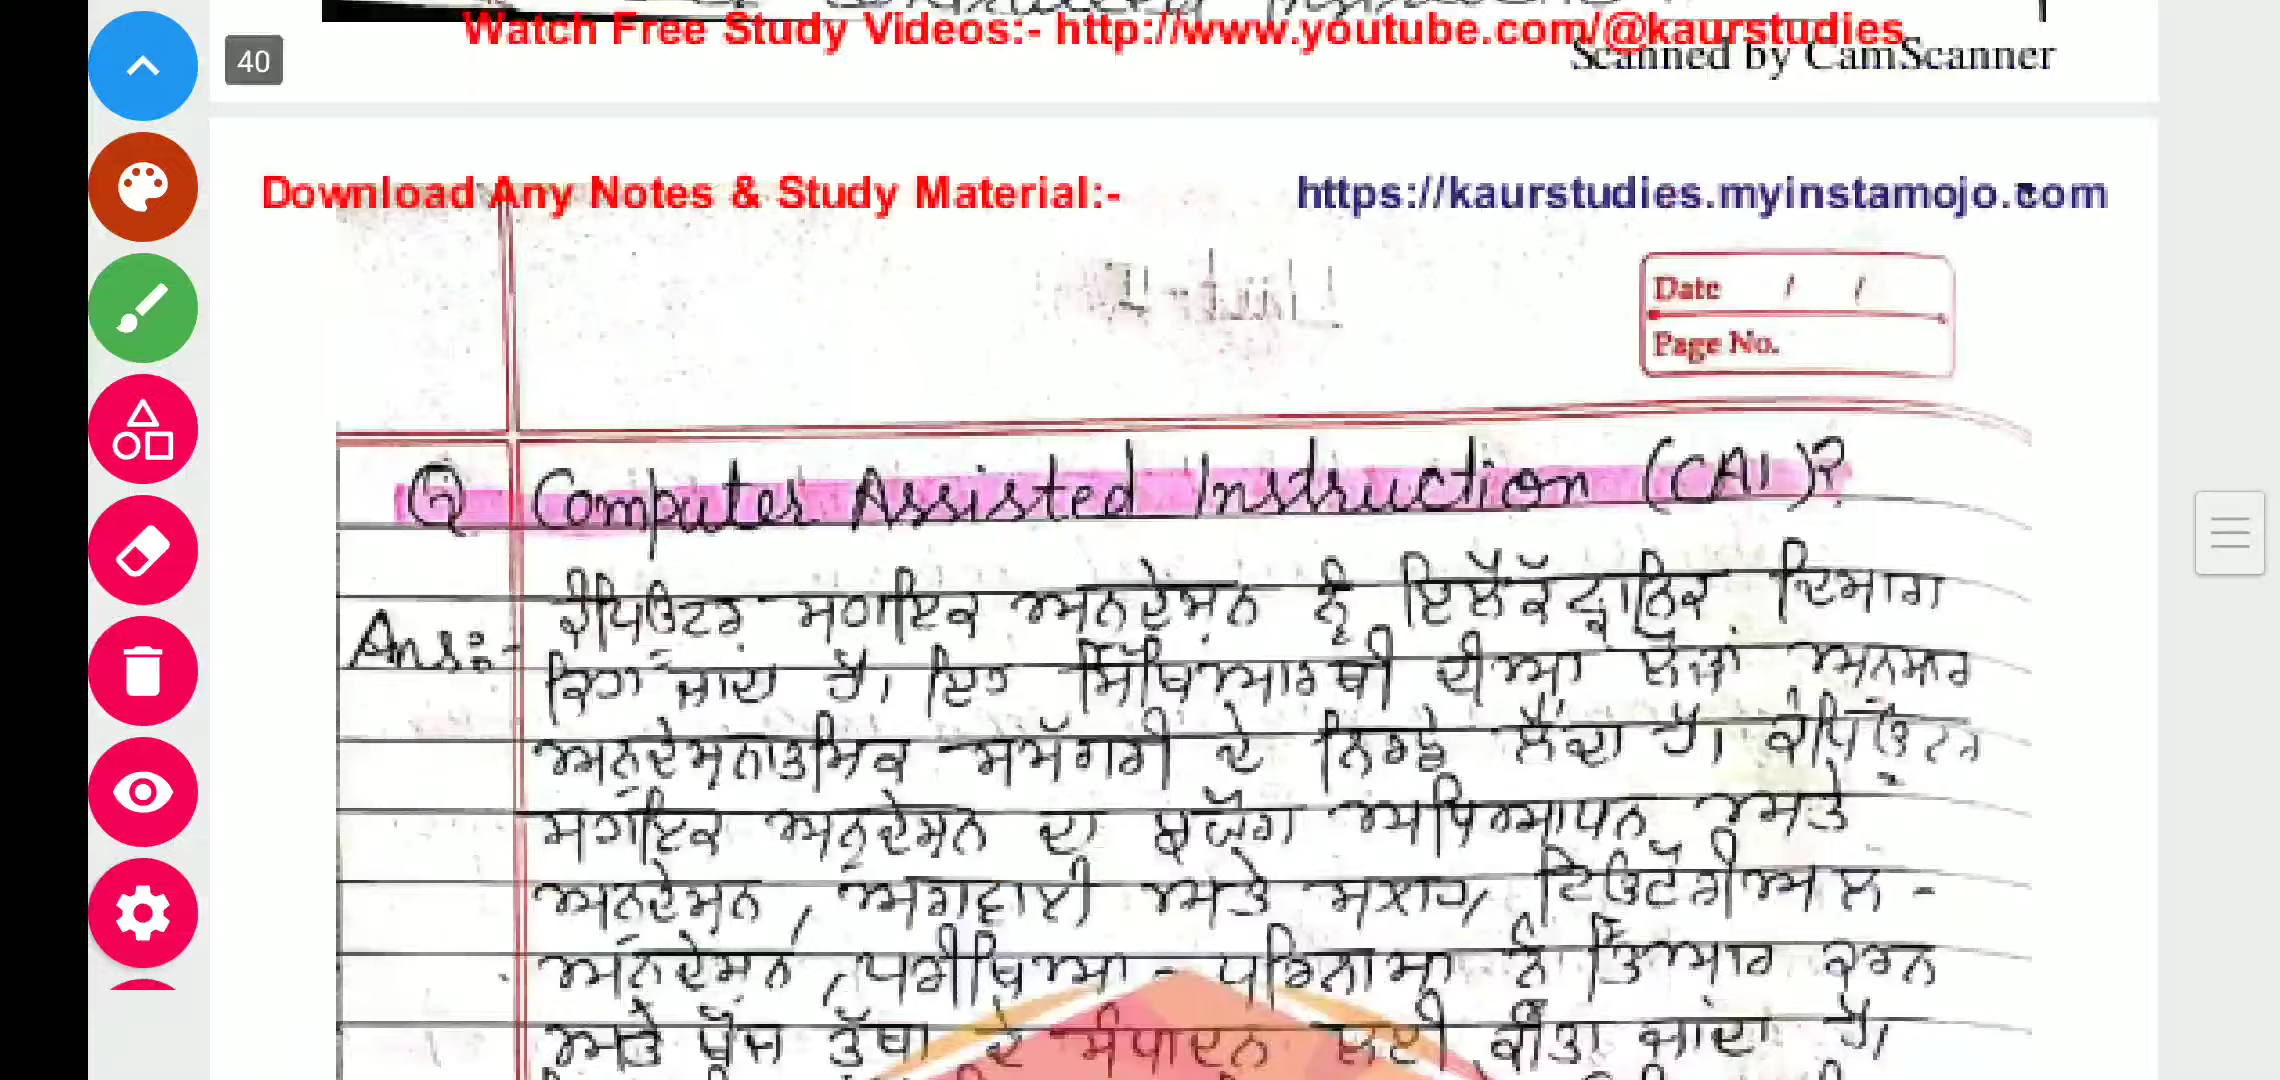 Watch Free Study Videos:- http://www.youtube.com/@kaurstudies
Scanned by CamScanner
40
Download Any Notes & Study Material:- https://kaurstudies.myinstamojo.com
Date / /
Page No.
Q Computer Assisted Instruction (CAI)?
Ans:- ਕੰਪਿਊਟਰ ਸਹਾਇਕ ਅਨੁਦੇਸ਼ਨ ਨੂੰ ਇਲੈਕਟ੍ਰਾਨਿਕ ਦਿਮਾਗ
ਕਿਹਾ ਜਾਂਦਾ ਹੈ। ਇਹ ਸਿੱਖਿਆਰਥੀ ਦੀਆਂ ਲੋੜਾਂ ਅਨੁਸਾਰ
ਅਨੁਦੇਸ਼ਨਾਤਮਿਕ ਸਮੱਗਰੀ ਦੇ ਨਿਰਣੇ ਲੈਂਦਾ ਹੈ। ਕੰਪਿਊਟਰ
ਸਹਾਇਕ ਅਨੁਦੇਸ਼ਨ ਦਾ ਪ੍ਰਯੋਗ ਅਧਿਆਪਨ ਅਤੇ
ਅਨੁਦੇਸ਼ਨ, ਅਗਵਾਈ ਅਤੇ ਸਲਾਹ, ਟਿਊਟੋਰੀਅਲ -
ਅਨੁਦੇਸ਼ਨ, ਪਰੀਖਿਆ - ਪਰਿਨਾਮਾਂ ਨੂੰ ਤਿਆਰ ਕਰਨ
ਅਤੇ ਖੋਜ ਤੱਥਾਂ ਦੇ ਸੰਪਾਦਨ ਲਈ ਕੀਤਾ ਜਾਂਦਾ ਹੈ।